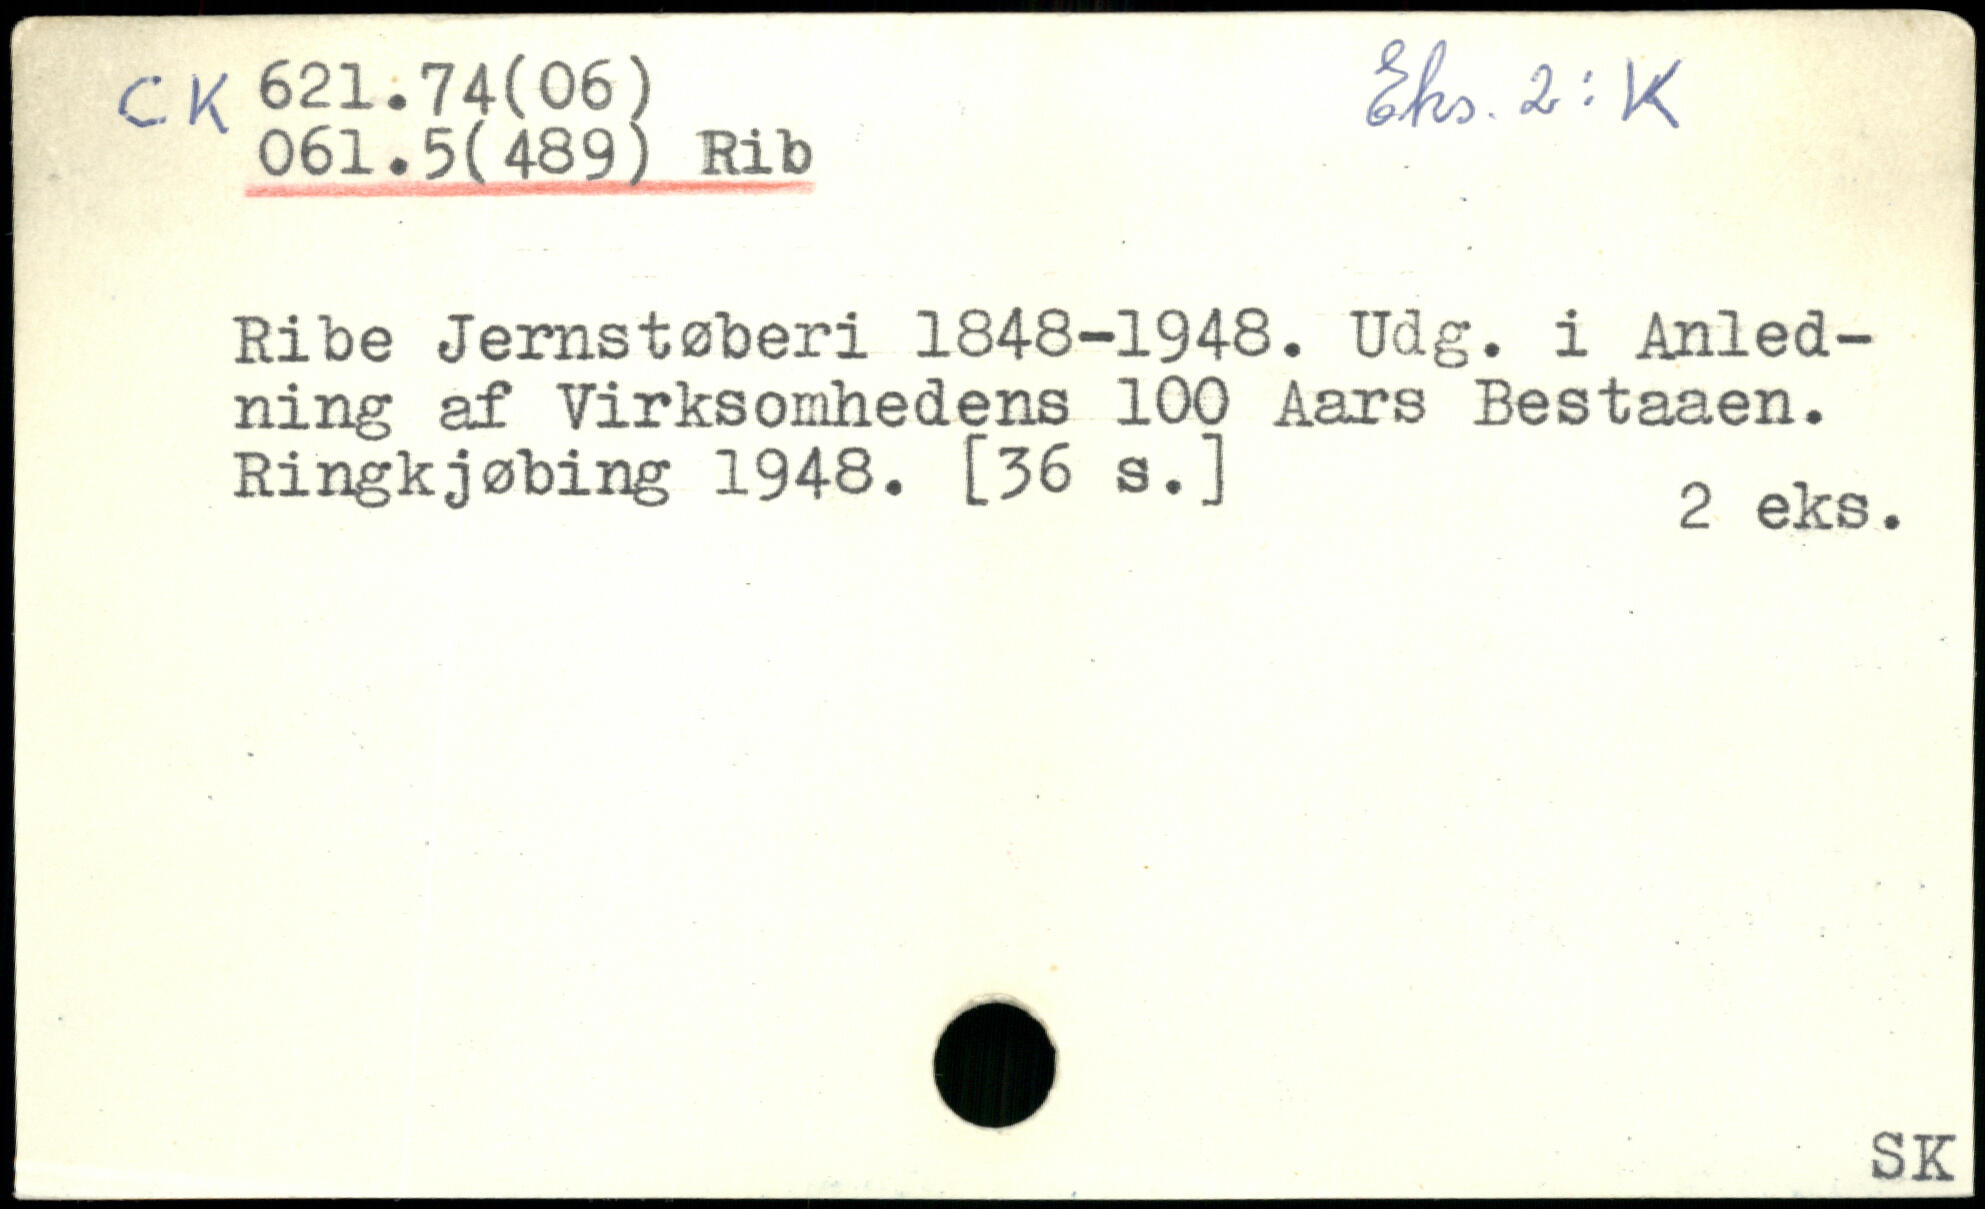 CK 621.74(06) Eks. 2: K
061.5(489) Rib
Ribe Jernstøberi 1848-1948. Udg. i Anled-
ning af Virksomhedens 100 Aars Bestaaen.
Ringkjøbing 1948. [36 s.]
2 eks.
SK